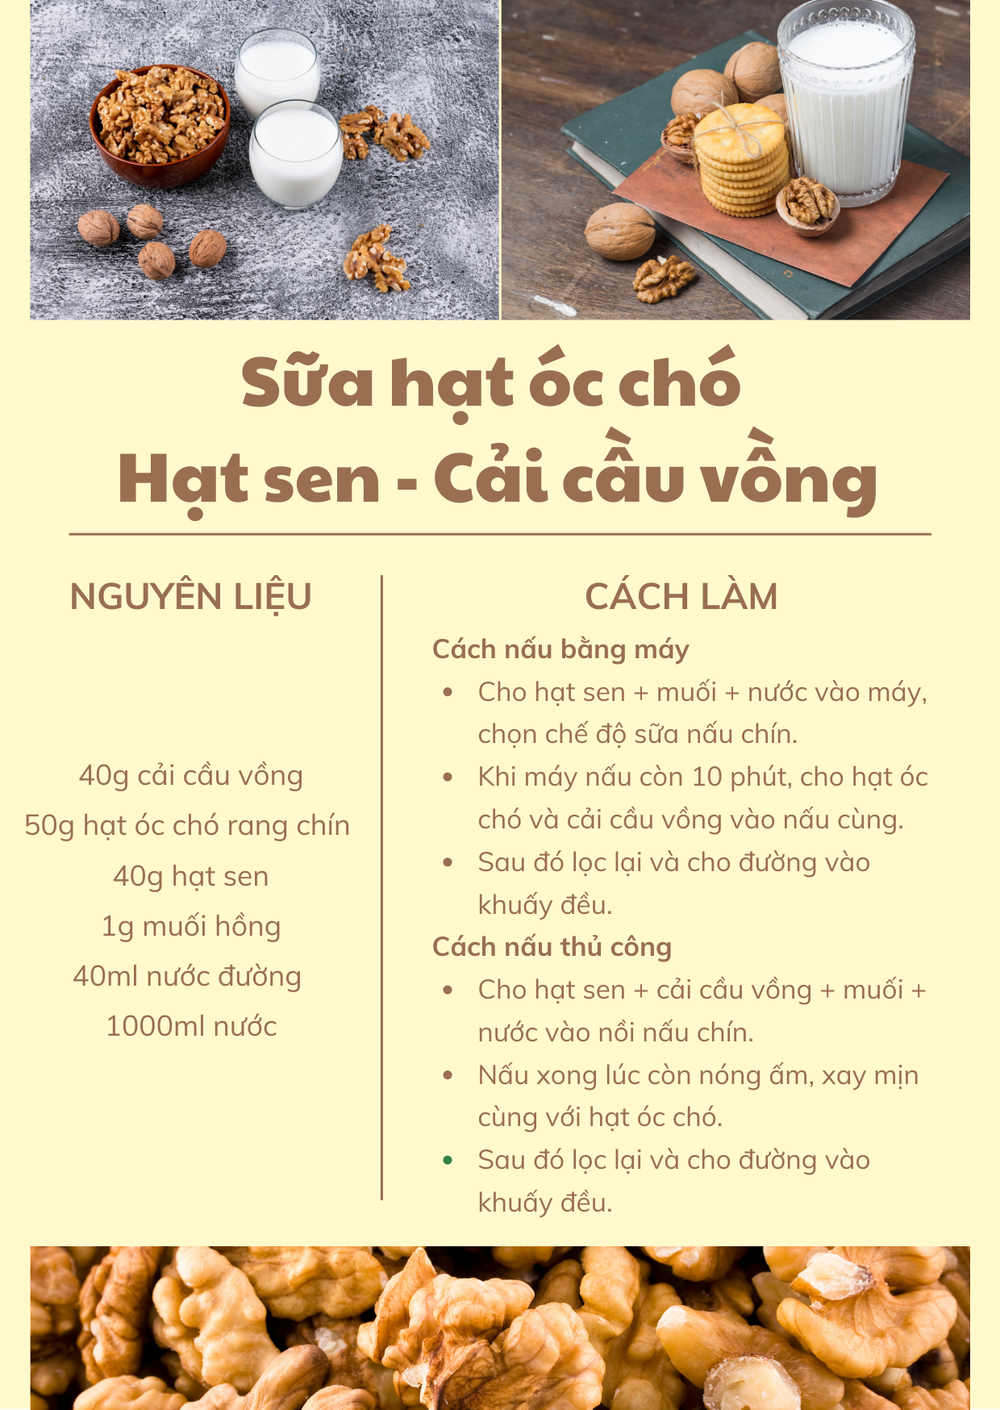 Sữa hạt óc chó
Hạt sen - Cải cầu vồng
NGUYÊN LIỆU
40g cải cầu vồng
50g hạt óc chó rang chín
40g hạt sen
1g muối hồng
40ml nước đường
1000ml nước
CÁCH LÀM
Cách nấu bằng máy
• Cho hạt sen + muối + nước vào máy,
chọn chế độ sữa nấu chín.
• Khi máy nấu còn 10 phút, cho hạt óc
chó và cải cầu vồng vào nấu cùng.
• Sau đó lọc lại và cho đường vào
khuấy đều.
Cách nấu thủ công
• Cho hạt sen + cải cầu vồng + muối +
nước vào nồi nấu chín.
• Nấu xong lúc còn nóng ấm, xay mịn
cùng với hạt óc chó.
• Sau đó lọc lại và cho đường vào
khuấy đều.